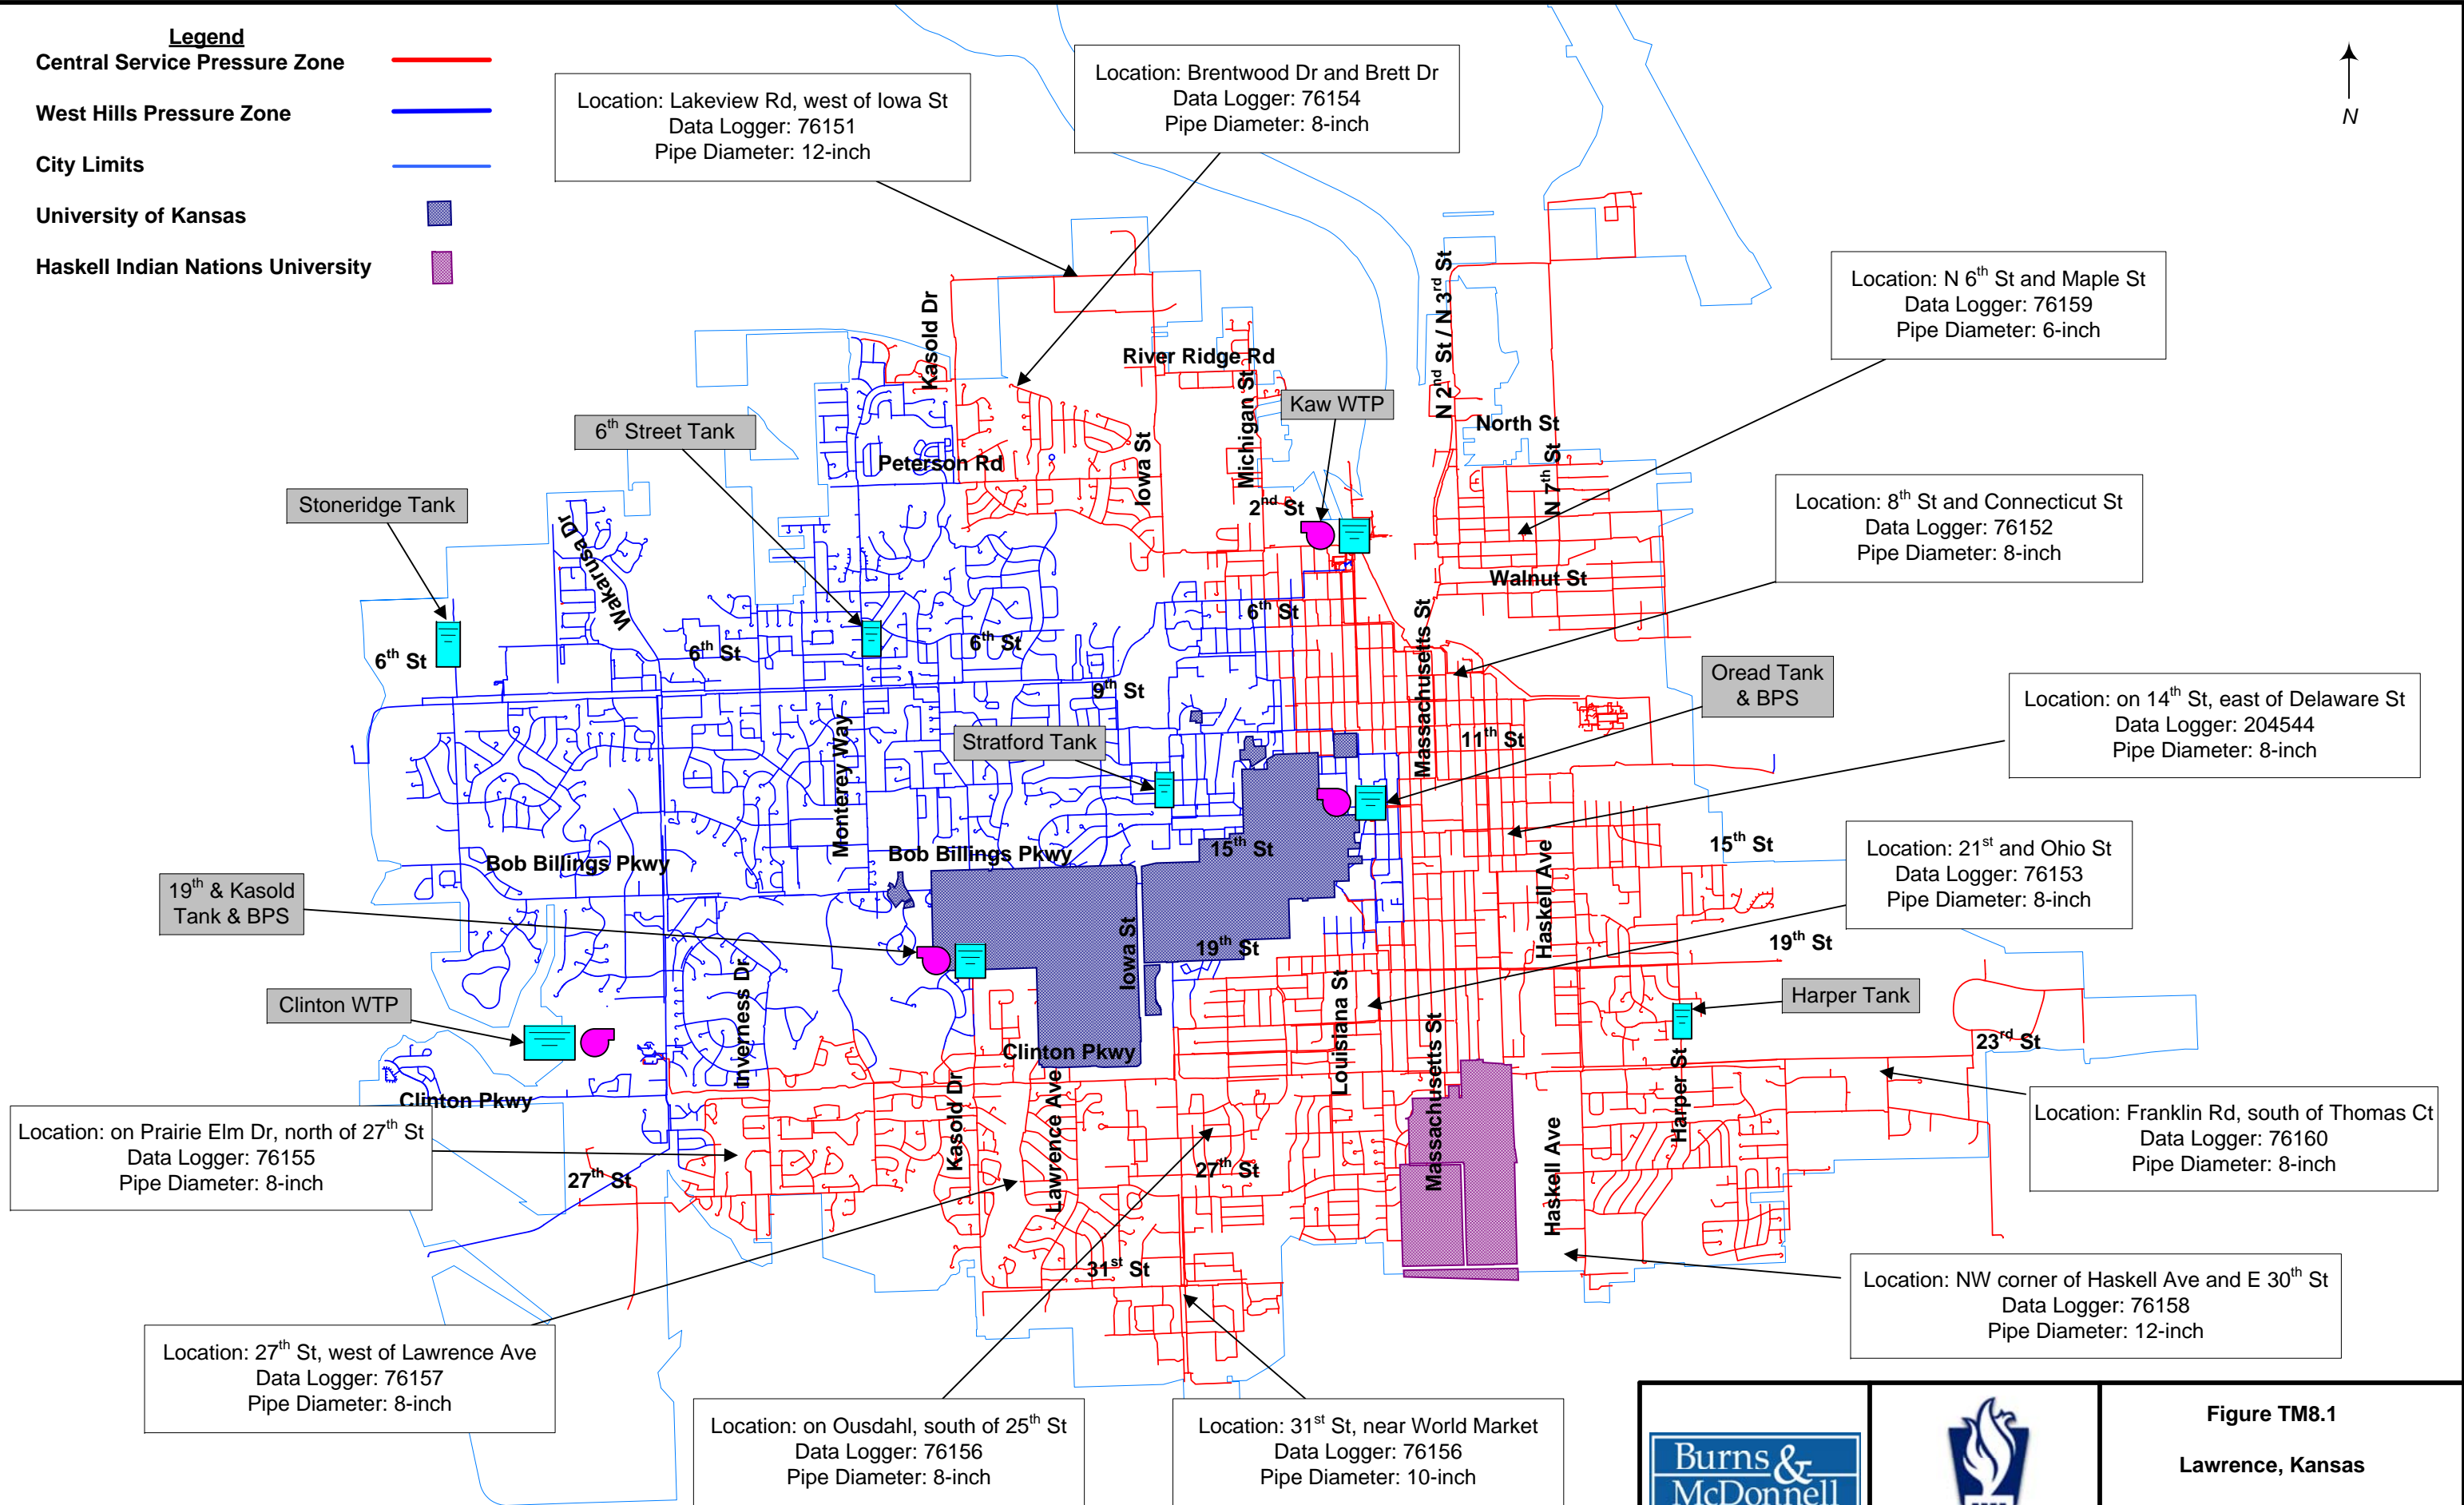 Legend
Central Service Pressure Zone
West Hills Pressure Zone
City Limits
University of Kansas
Haskell Indian Nations University
Location: Lakeview Rd, west of Iowa St
Data Logger: 76151
Pipe Diameter: 12-inch
Location: Brentwood Dr and Brett Dr
Data Logger: 76154
Pipe Diameter: 8-inch
N
Location: N 6th St and Maple St
Data Logger: 76159
Pipe Diameter: 6-inch
Kasold Dr
River Ridge Rd
N 2nd St / N 3rd St
Michigan St
Kaw WTP
6th Street Tank
North St
Peterson Rd
Iowa St
N 7th St
Stoneridge Tank
2nd St
Location: 8th St and Connecticut St
Data Logger: 76152
Pipe Diameter: 8-inch
Wakarusa Dr
Walnut St
6th St
6th St
6th St
6th St
Massachusetts St
9th St
Oread Tank
& BPS
Location: on 14th St, east of Delaware St
Data Logger: 204544
Pipe Diameter: 8-inch
Monterey Way
Stratford Tank
11th St
Bob Billings Pkwy
Bob Billings Pkwy
15th St
15th St
Location: 21st and Ohio St
Data Logger: 76153
Pipe Diameter: 8-inch
19th & Kasold
Tank & BPS
Haskell Ave
Iowa St
19th St
19th St
Clinton WTP
Inverness Dr
Louisiana St
Harper Tank
Clinton Pkwy
Massachusetts St
23rd St
Clinton Pkwy
Kasold Dr
Lawrence Ave
Harper St
Location: on Prairie Elm Dr, north of 27th St
Data Logger: 76155
Pipe Diameter: 8-inch
Location: Franklin Rd, south of Thomas Ct
Data Logger: 76160
Pipe Diameter: 8-inch
27th St
27th St
Haskell Ave
31st St
Location: NW corner of Haskell Ave and E 30th St
Data Logger: 76158
Pipe Diameter: 12-inch
Location: 27th St, west of Lawrence Ave
Data Logger: 76157
Pipe Diameter: 8-inch
Location: on Ousdahl, south of 25th St
Data Logger: 76156
Pipe Diameter: 8-inch
Location: 31st St, near World Market
Data Logger: 76156
Pipe Diameter: 10-inch
Burns &
McDonnell
Figure TM8.1
Lawrence, Kansas